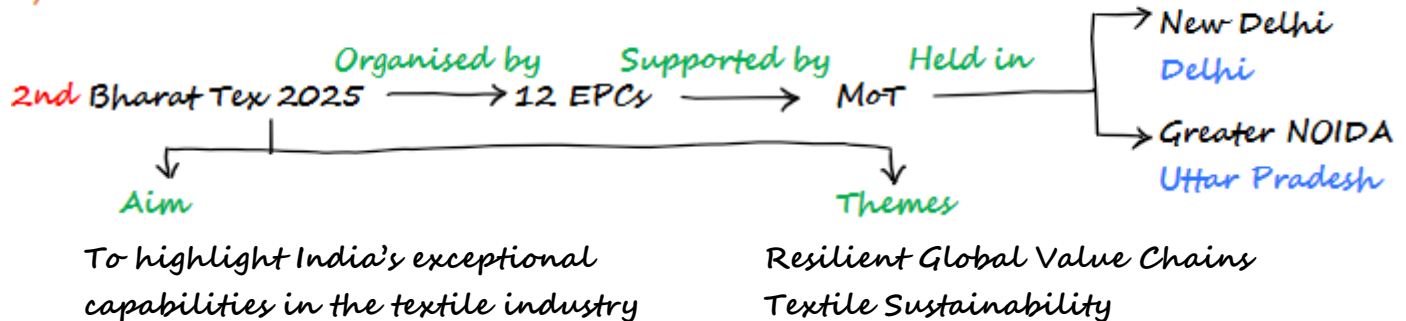 New Delhi
Delhi
Organised by Supported by Held in
2nd Bharat Tex 2025 12 EPCs MoT
Greater NOIDA
Uttar Pradesh
Aim
To highlight India's exceptional
capabilities in the textile industry
Themes
Resilient Global Value Chains
Textile Sustainability